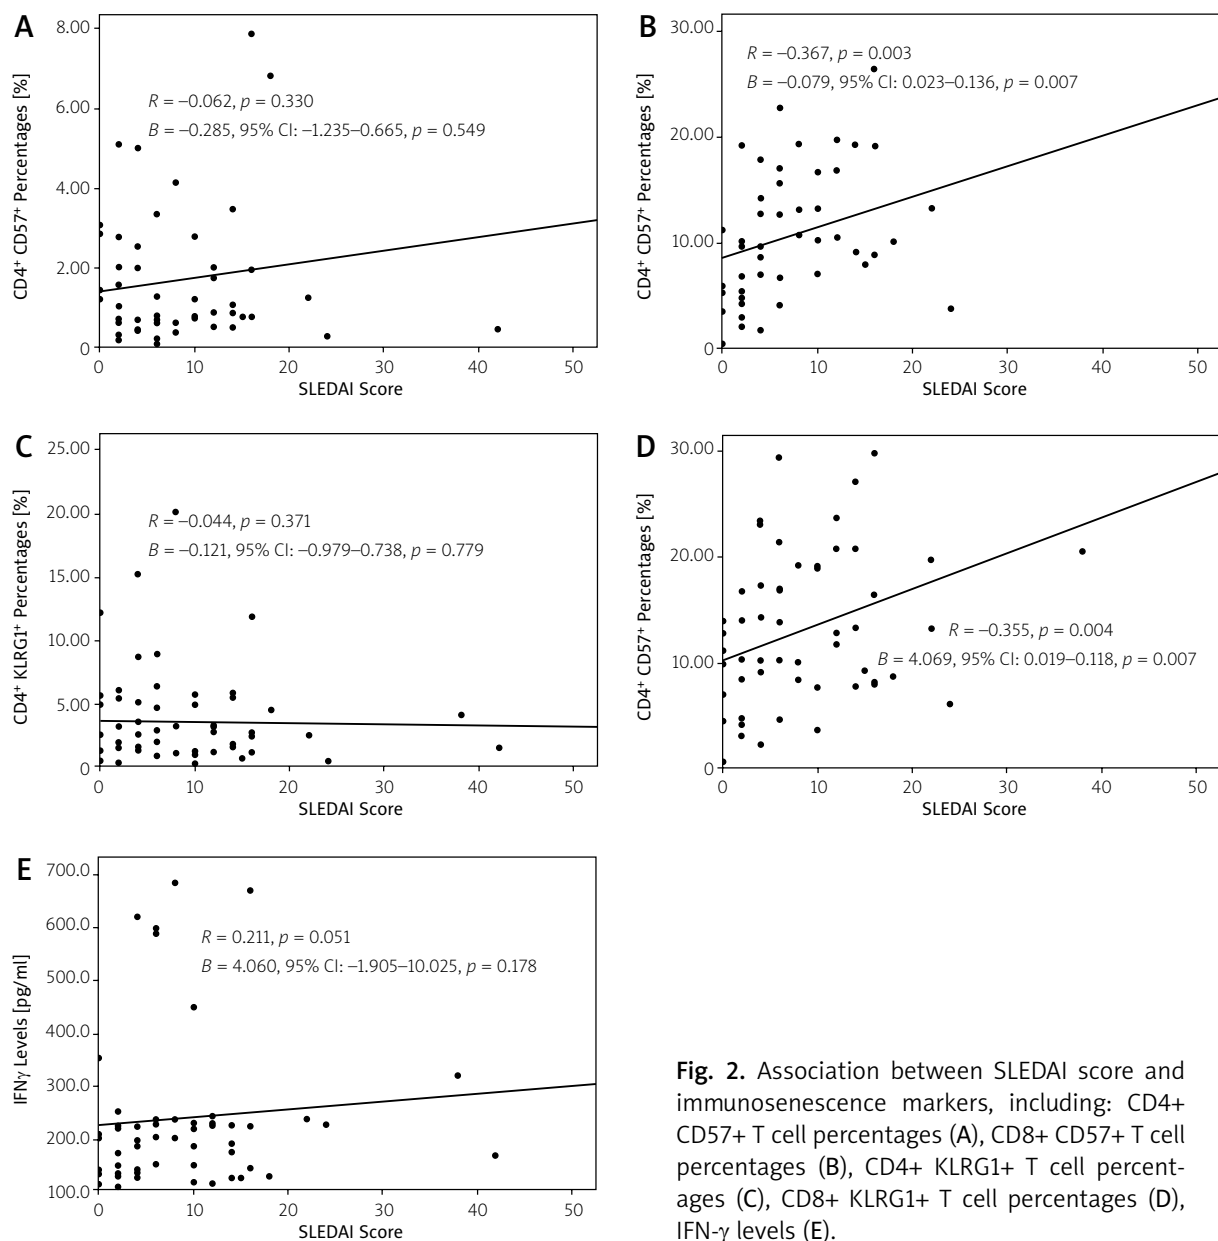 A
CD4+ CD57+ Percentages [%]
8.00
6.00
4.00
2.00
0
R = –0.062, p = 0.330
B = –0.285, 95% CI: –1.235–0.665, p = 0.549
0 10 20 30 40 50
SLEDAI Score
B
CD4+ CD57+ Percentages [%]
30.00
20.00
10.00
0
R = –0.367, p = 0.003
B = –0.079, 95% CI: 0.023–0.136, p = 0.007
0 10 20 30 40 50
SLEDAI Score
C
CD4+ KLRG1+ Percentages [%]
25.00
20.00
15.00
10.00
5.00
0
R = –0.044, p = 0.371
B = –0.121, 95% CI: –0.979–0.738, p = 0.779
0 10 20 30 40 50
SLEDAI Score
D
CD4+ CD57+ Percentages [%]
30.00
20.00
10.00
0
R = –0.355, p = 0.004
B = 4.069, 95% CI: 0.019–0.118, p = 0.007
0 10 20 30 40 50
SLEDAI Score
E
IFNγ Levels [pg/ml]
700.0
600.0
500.0
400.0
300.0
200.0
100.0
R = 0.211, p = 0.051
B = 4.060, 95% CI: –1.905–10.025, p = 0.178
0 10 20 30 40 50
SLEDAI Score
Fig. 2. Association between SLEDAI score and
immunosenescence markers, including: CD4+
CD57+ T cell percentages (A), CD8+ CD57+ T cell
percentages (B), CD4+ KLRG1+ T cell percent-
ages (C), CD8+ KLRG1+ T cell percentages (D),
IFN-γ levels (E).